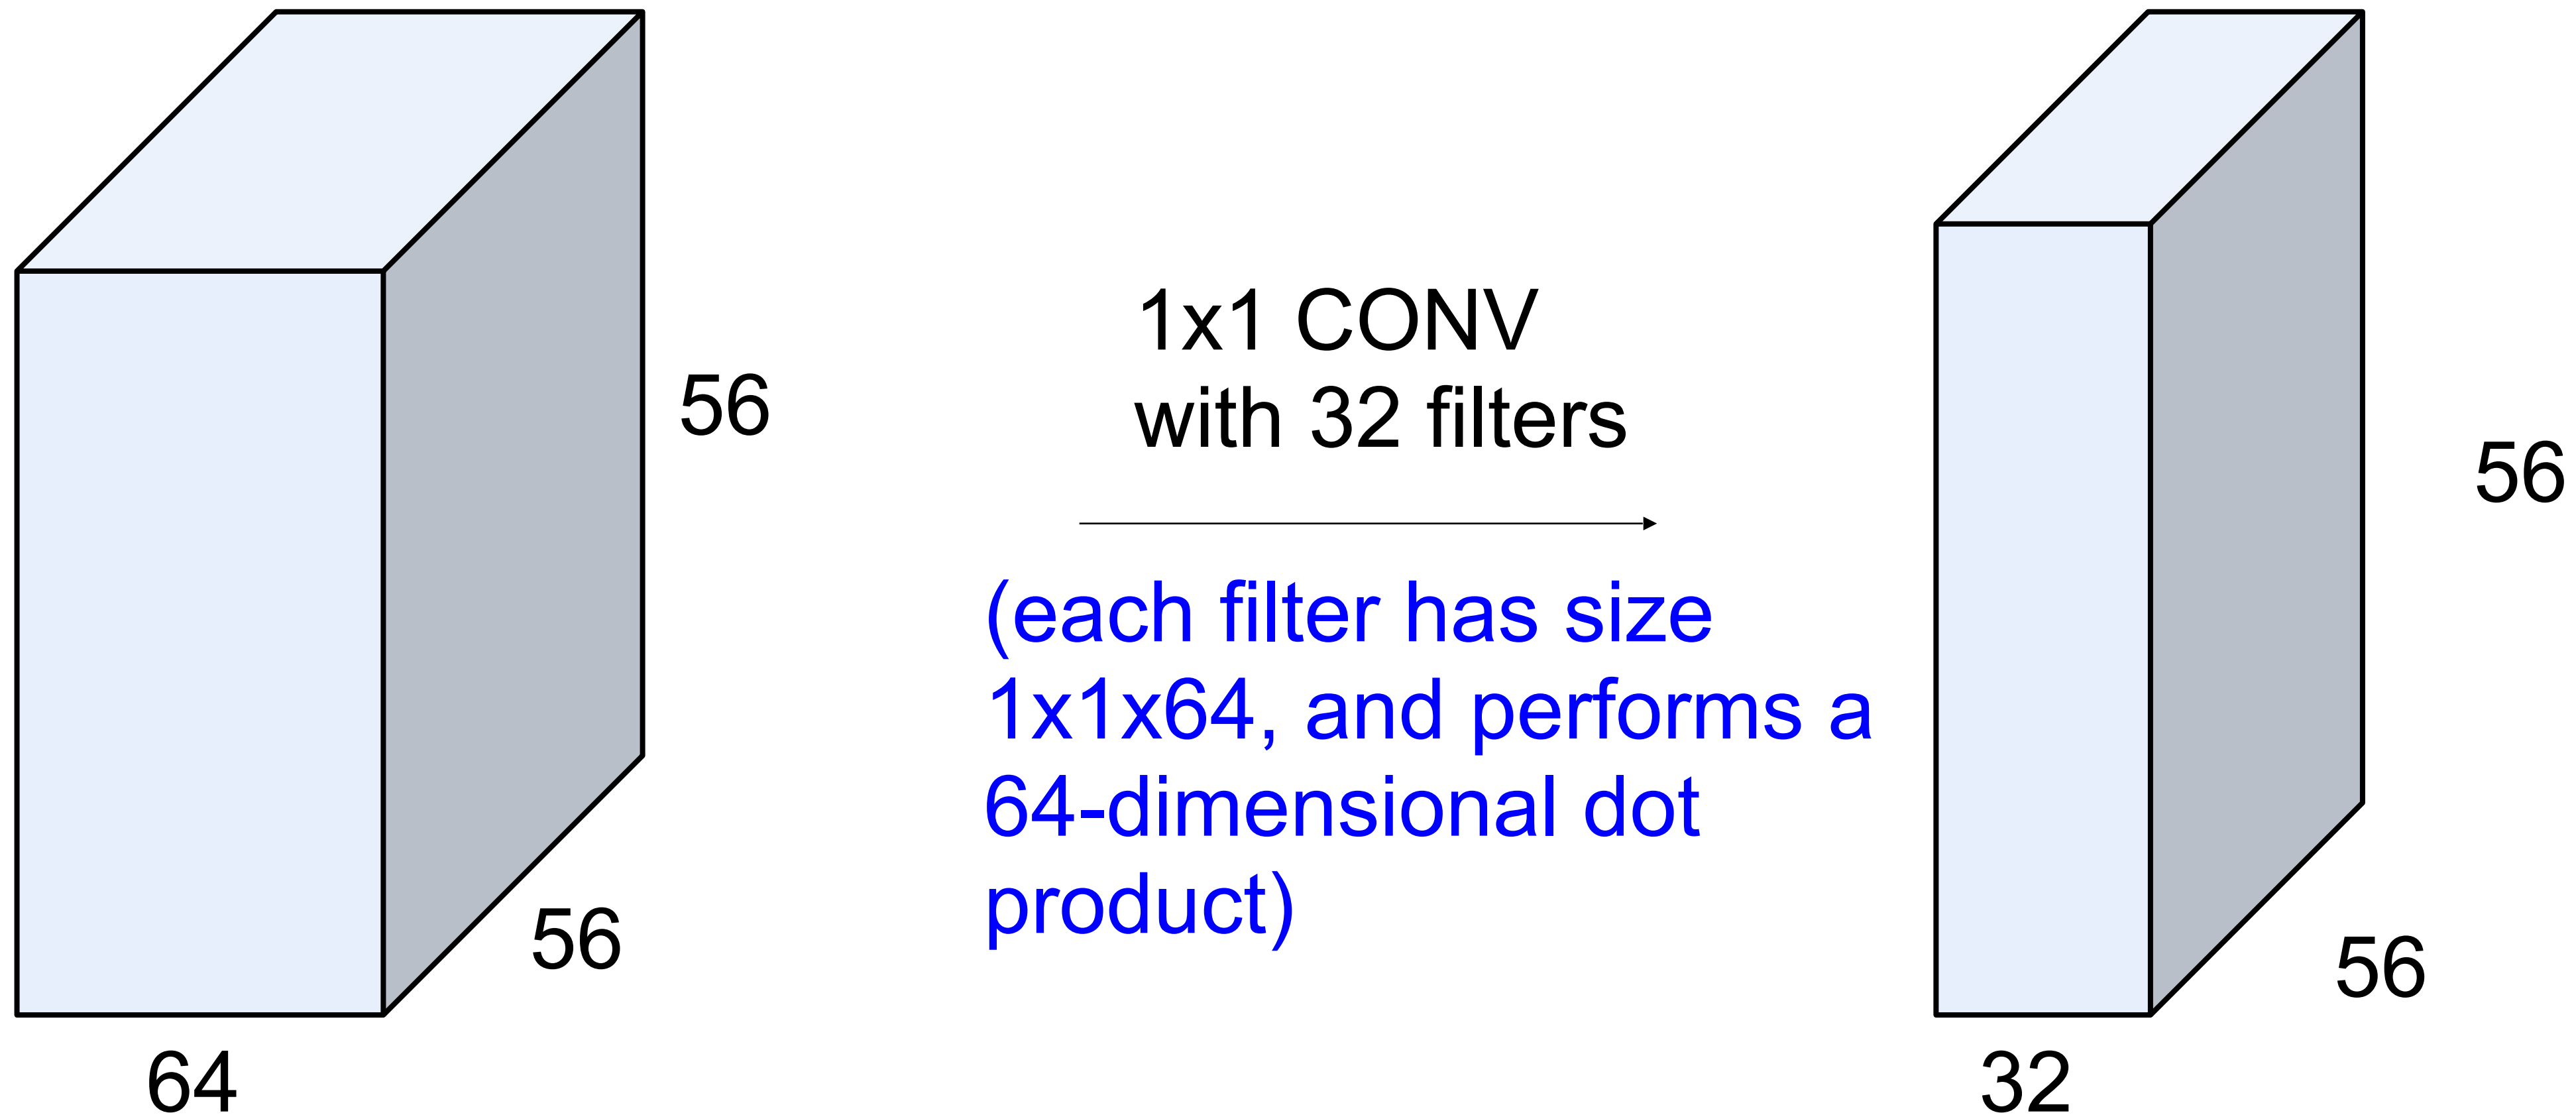 56
56
64
1x1 CONV
with 32 filters
(each filter has size
1x1x64, and performs a
64-dimensional dot
product)
56
56
32